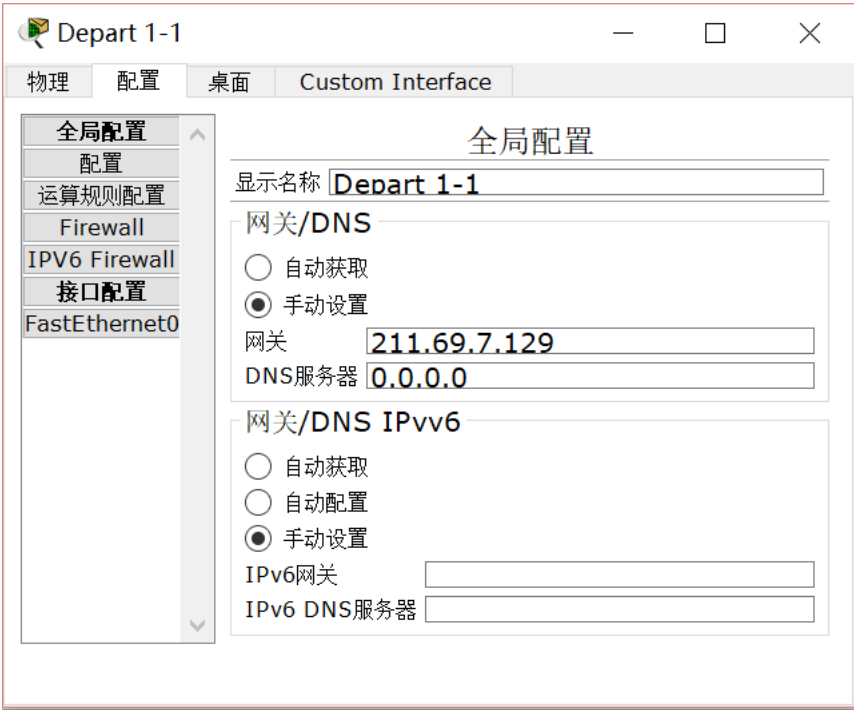 Depart 1-1
物理 配置 桌面 Custom Interface
全局配置
配置
运算规则配置
Firewall
IPV6 Firewall
接口配置
FastEthernet0
全局配置
显示名称 Depart 1-1
网关/DNS
自动获取
手动设置
网关 211.69.7.129
DNS服务器 0.0.0.0
网关/DNS IPvv6
自动获取
自动配置
手动设置
IPv6网关
IPv6 DNS服务器